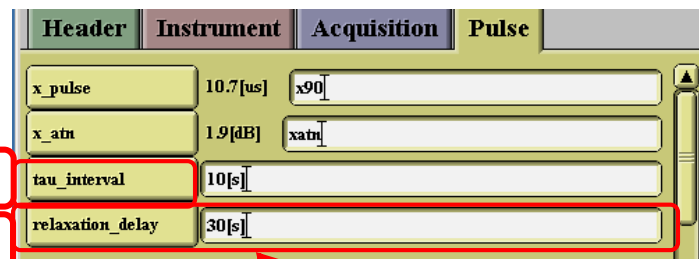 Header Instrument Acquisition Pulse
x_pulse 10.7[us] x90
x_atn 1.9[dB] xatn
tau_interval 10[s]
relaxation_delay 30[s]